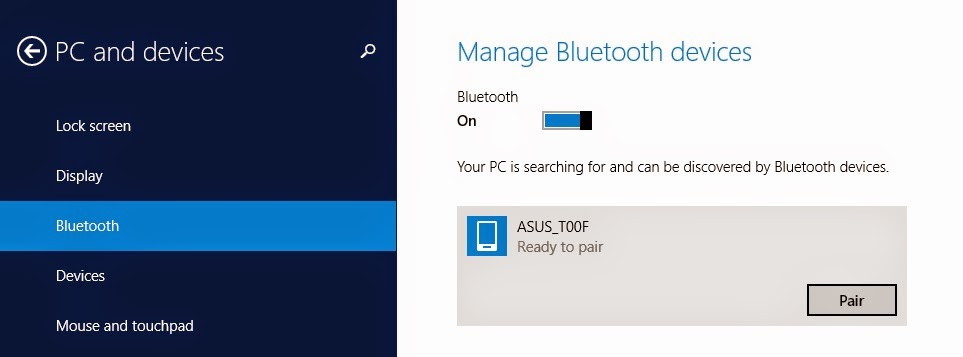 PC and devices
Lock screen
Display
Bluetooth
Devices
Mouse and touchpad
Manage Bluetooth devices
Bluetooth
On
Your PC is searching for and can be discovered by Bluetooth devices.
ASUS_T00F
Ready to pair
Pair